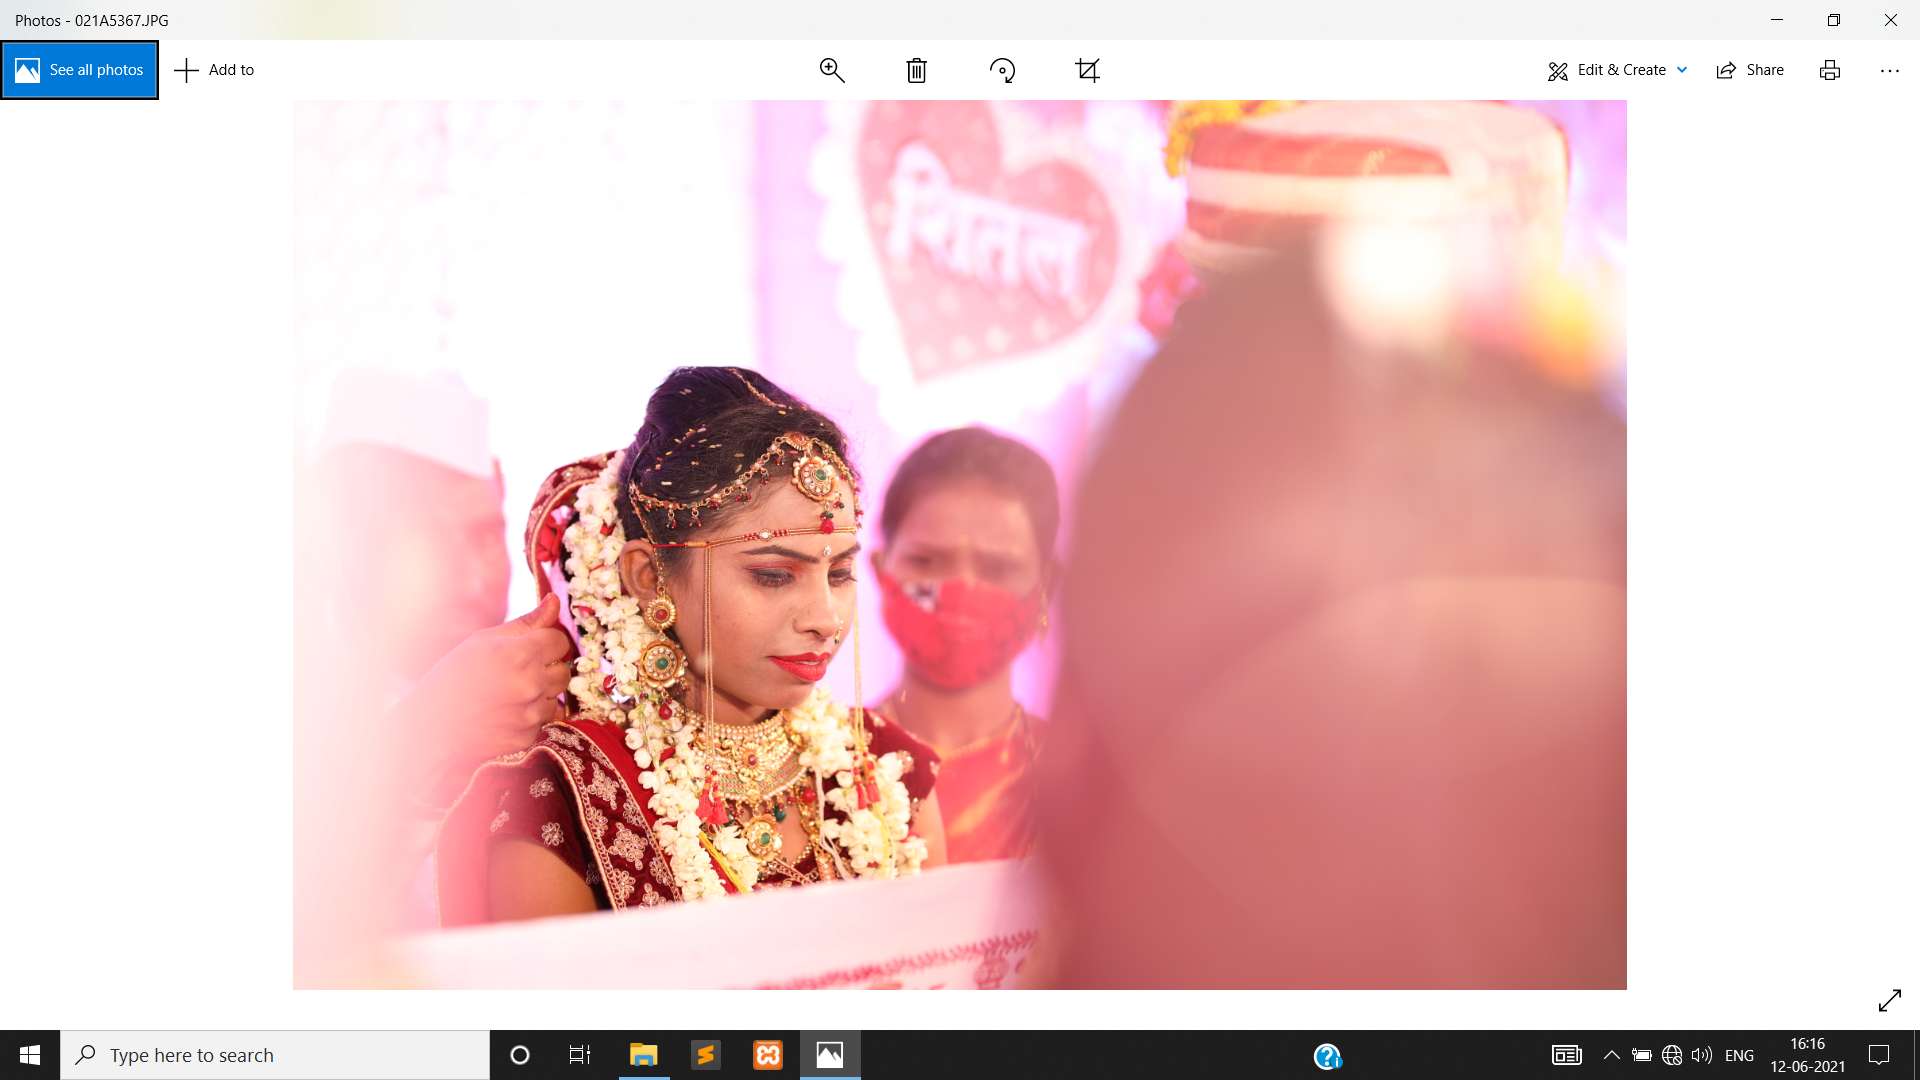 Photos - 021A5367.JPG
See all photos
Add to
Edit & Create
Share
शितल
Type here to search
ENG
16:16
12-06-2021